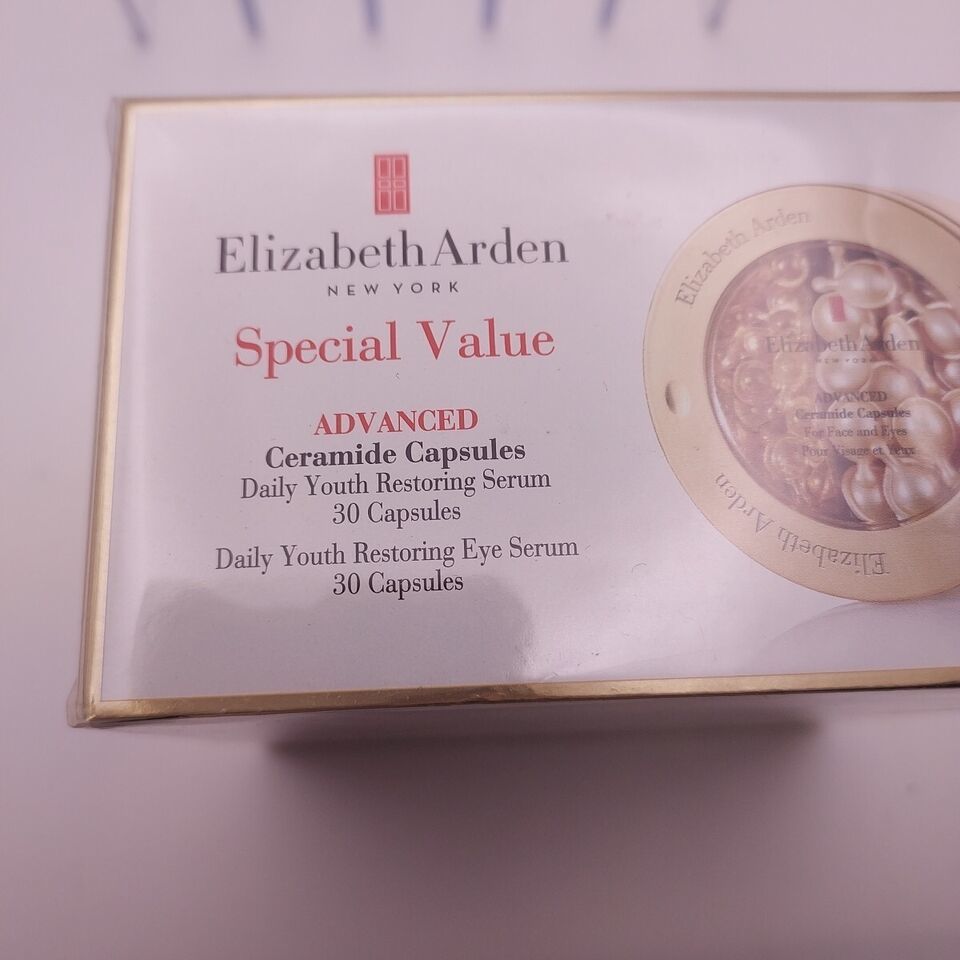 Elizabeth Arden
NEW YORK
Special Value
ADVANCED
Ceramide Capsules
Daily Youth Restoring Serum
30 Capsules
Daily Youth Restoring Eye Serum
30 Capsules
Elizabeth Arden
Elizabeth Arden
NEW YORK
ADVANCED
Ceramide Capsules
For Face and Eyes
Pour Visage et Yeux
Elizabeth Arden